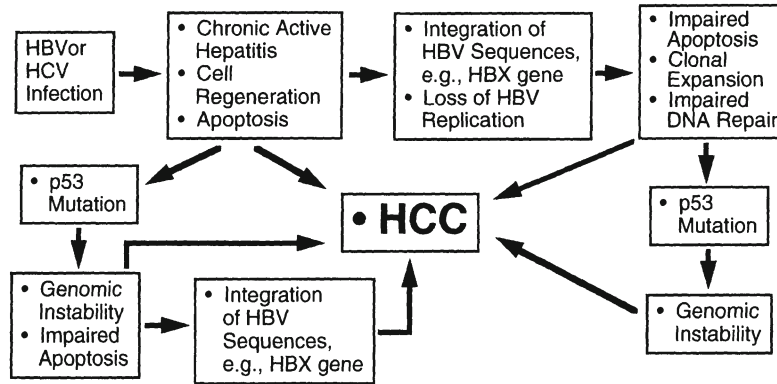 HBVor
HCV
Infection
• Chronic Active
Hepatitis
• Cell
Regeneration
• Apoptosis
• Integration of
HBV Sequences,
e.g., HBX gene
• Loss of HBV
Replication
• Impaired
Apoptosis
• Clonal
Expansion
• Impaired
DNA Repair
• p53
Mutation
• HCC
• p53
Mutation
• Genomic
Instability
• Impaired
Apoptosis
• Integration
of HBV
Sequences,
e.g., HBX gene
• Genomic
Instability